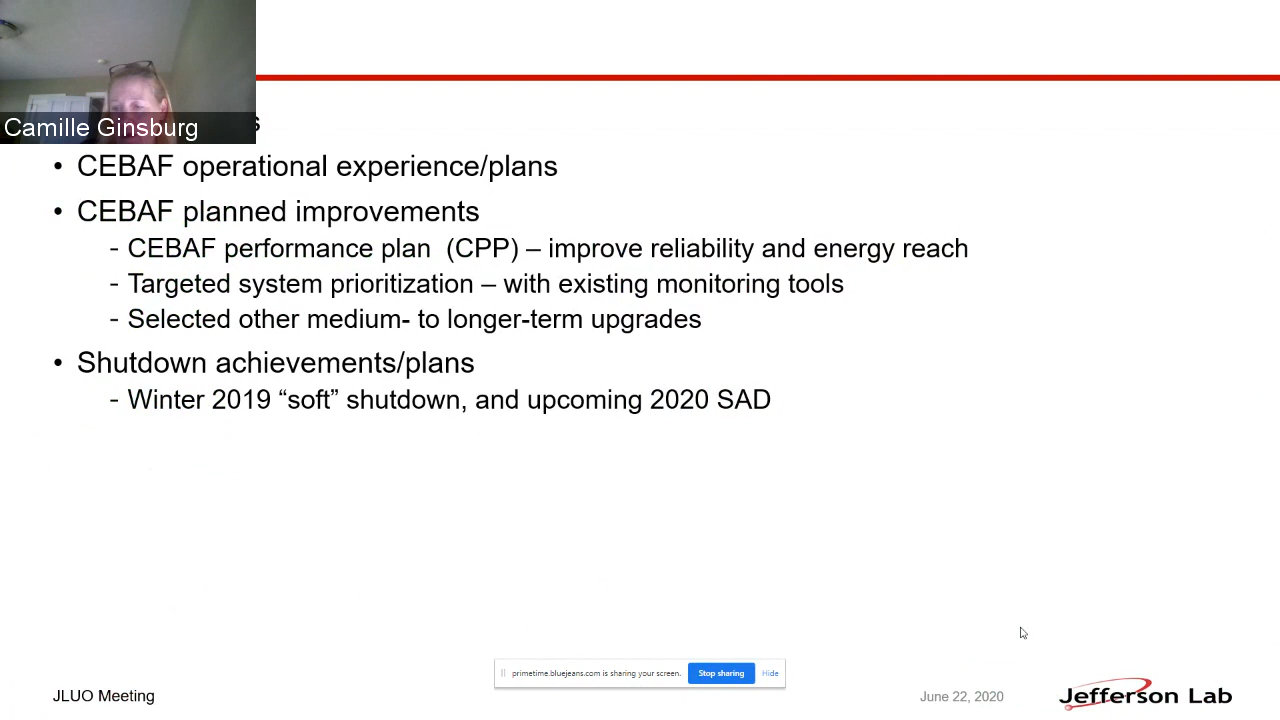 Camille Ginsburg
• CEBAF operational experience/plans
• CEBAF planned improvements
- CEBAF performance plan (CPP) – improve reliability and energy reach
- Targeted system prioritization – with existing monitoring tools
- Selected other medium- to longer-term upgrades
• Shutdown achievements/plans
- Winter 2019 “soft” shutdown, and upcoming 2020 SAD
primetime.bluejeans.com is sharing your screen. Stop sharing Hide
JLUO Meeting June 22, 2020 Jefferson Lab